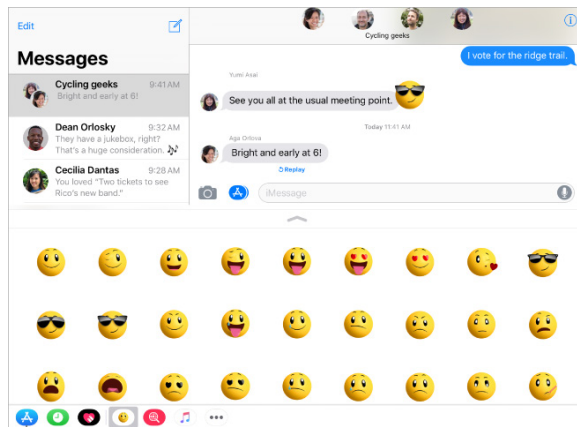 Edit
Messages
Cycling geeks 9:41 AM
Bright and early at 6!
Dean Orlosky 9:32 AM
They have a jukebox, right?
That's a huge consideration.
Cecilia Dantas 9:28 AM
You loved "Two tickets to see
Rico's new band."
Cycling geeks
I vote for the ridge trail.
Yumi Asai
See you all at the usual meeting point.
Today 11:41 AM
Aga Orlova
Bright and early at 6!
Replay
iMessage